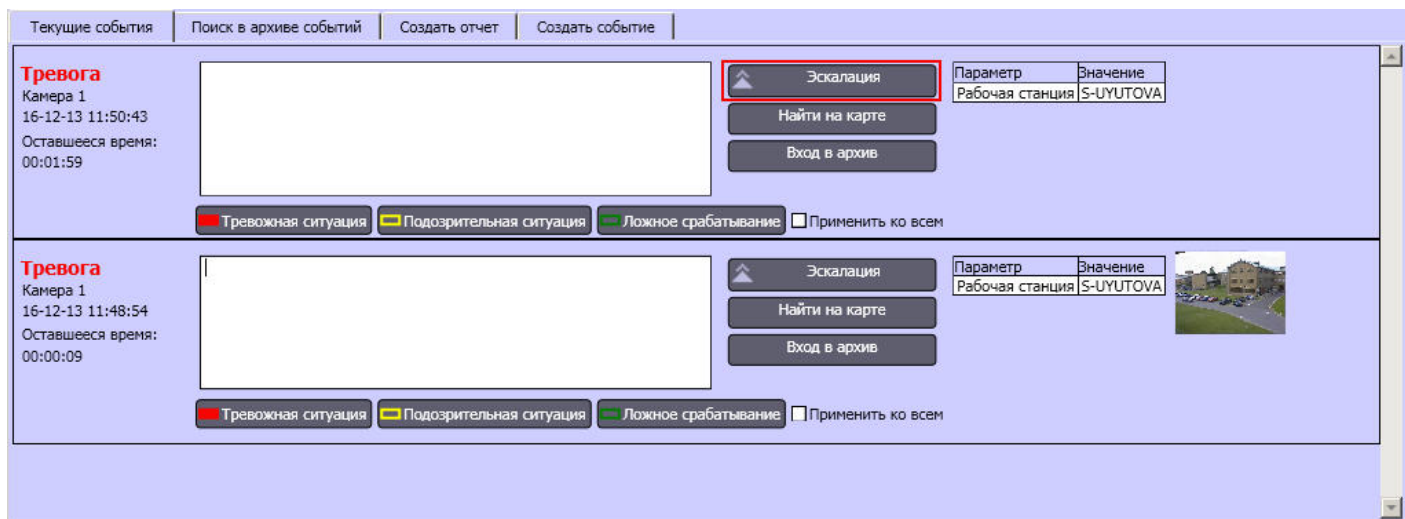 Текущие события Поиск в архиве событий Создать отчет Создать событие
Тревога
Камера 1
16-12-13 11:50:43
Оставшееся время:
00:01:59
Эскалация
Найти на карте
Вход в архив
Параметр Значение
Рабочая станция S-UYUTOVA
Тревожная ситуация Подозрительная ситуация Ложное срабатывание Применить ко всем
Тревога
Камера 1
16-12-13 11:48:54
Оставшееся время:
00:00:09
Эскалация
Найти на карте
Вход в архив
Параметр Значение
Рабочая станция S-UYUTOVA
Тревожная ситуация Подозрительная ситуация Ложное срабатывание Применить ко всем